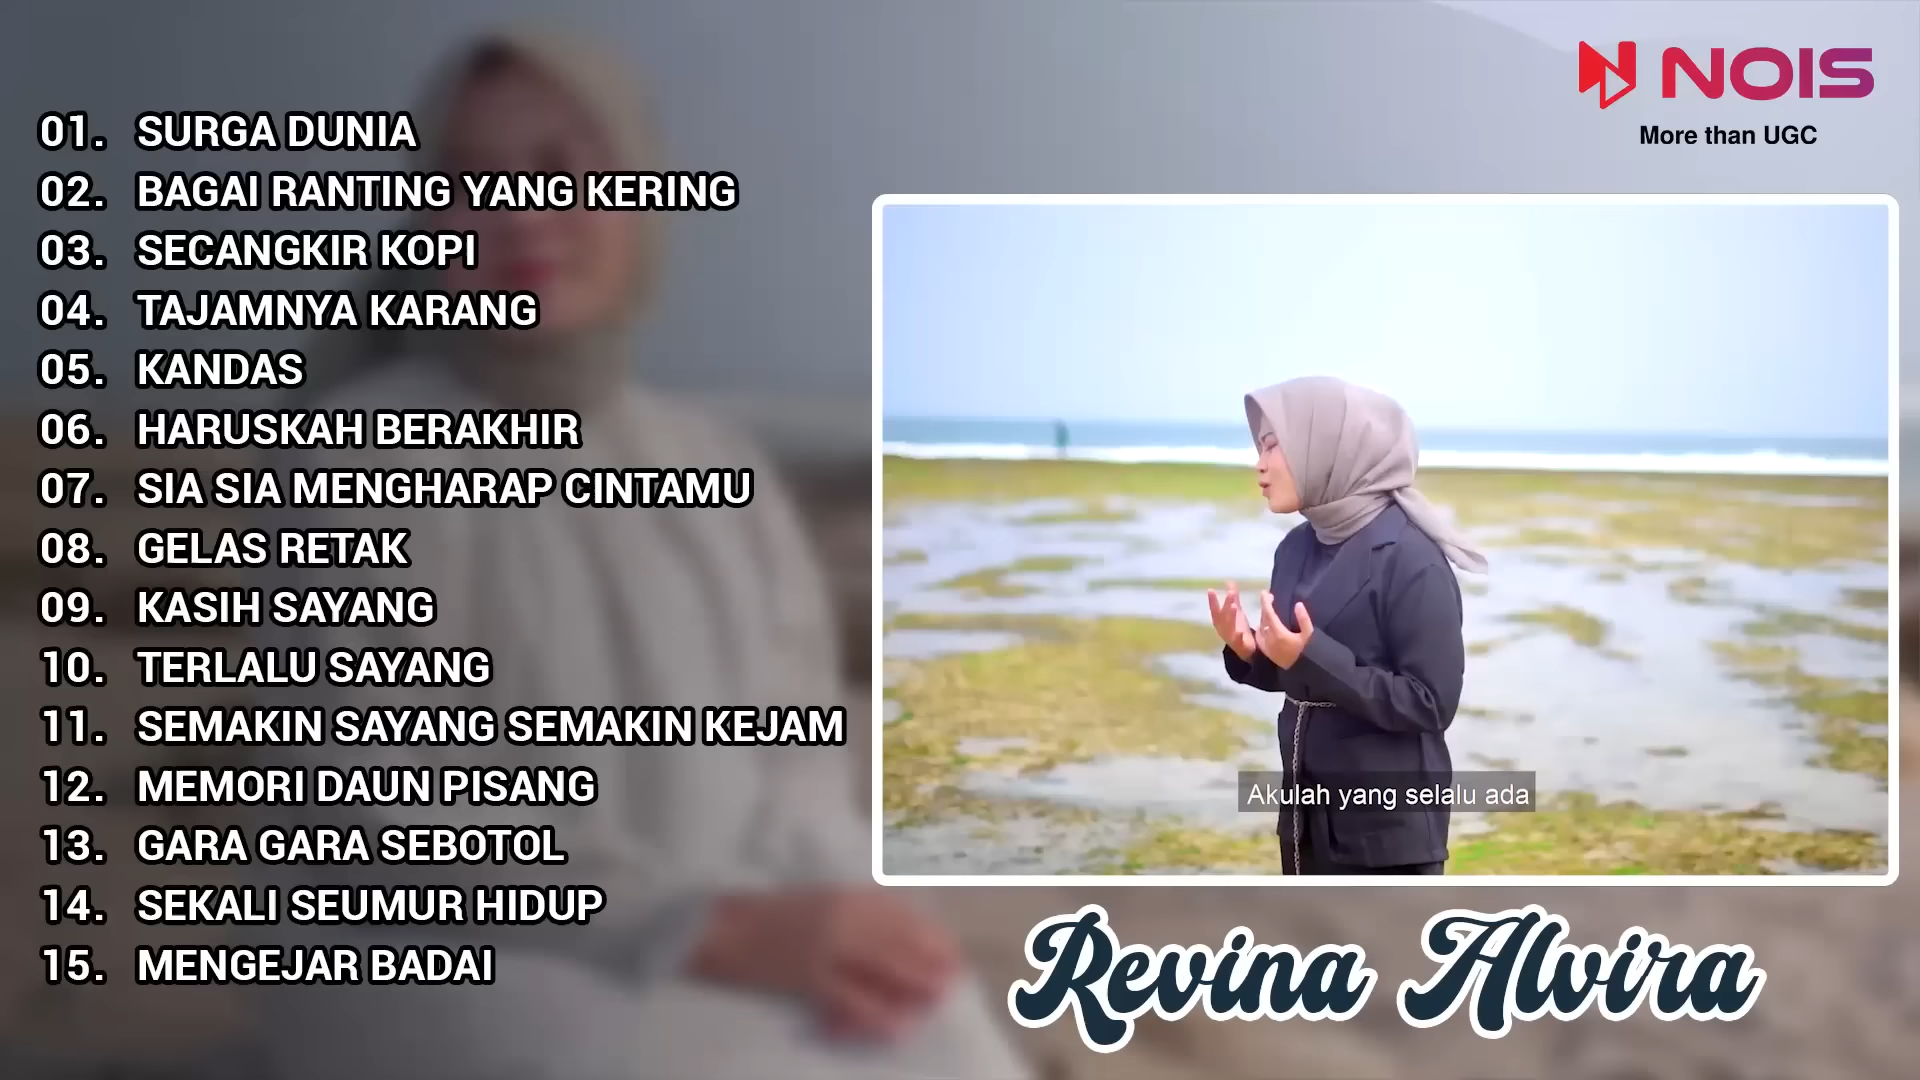 01. SURGA DUNIA
02. BAGAI RANTING YANG KERING
03. SECANGKIR KOPI
04. TAJAMNYA KARANG
05. KANDAS
06. HARUSKAH BERAKHIR
07. SIA SIA MENGHARAP CINTAMU
08. GELAS RETAK
09. KASIH SAYANG
10. TERLALU SAYANG
11. SEMAKIN SAYANG SEMAKIN KEJAM
12. MEMORI DAUN PISANG
13. GARA GARA SEBOTOL
14. SEKALI SEUMUR HIDUP
15. MENGEJAR BADAI
NOIS
More than UGC
Akulah yang selalu ada
Revina Alvira